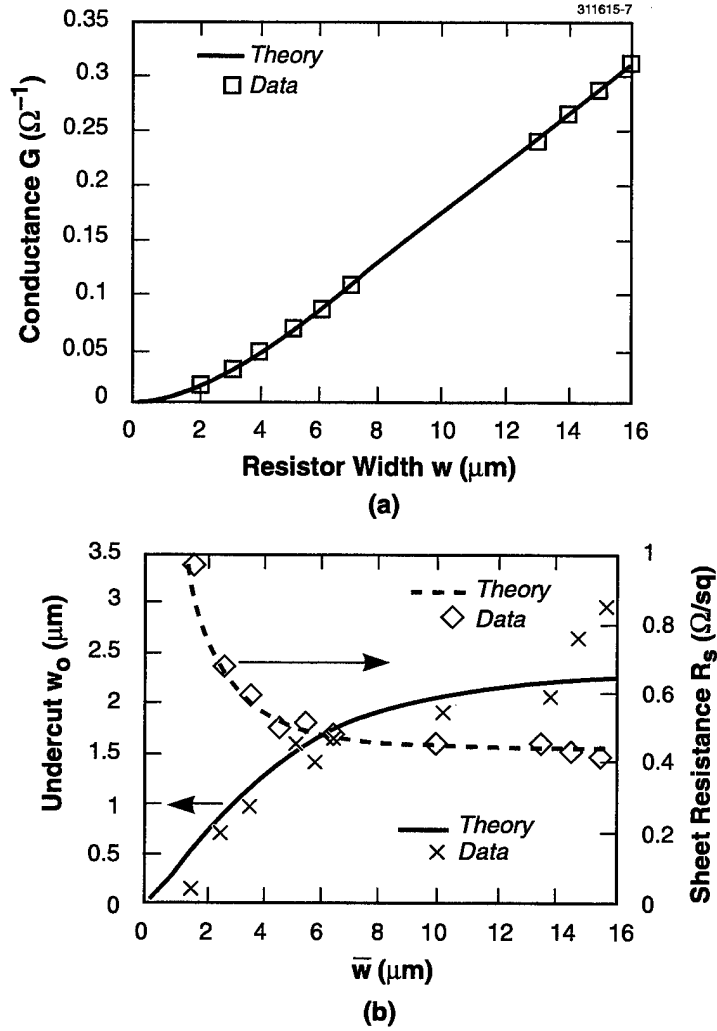 311615-7
0.35
0.3
0.25
0.2
0.15
0.1
0.05
0
Theory
Data
Conductance G (Ω⁻¹)
0 2 4 6 8 10 12 14 16
Resistor Width w (μm)
(a)
3.5
3
2.5
2
1.5
1
0.5
0
Undercut w₀ (μm)
Theory
Data
Theory
Data
1
0.8
0.6
0.4
0.2
0
Sheet Resistance Rₛ (Ω/sq)
0 2 4 6 8 10 12 14 16
w̅ (μm)
(b)